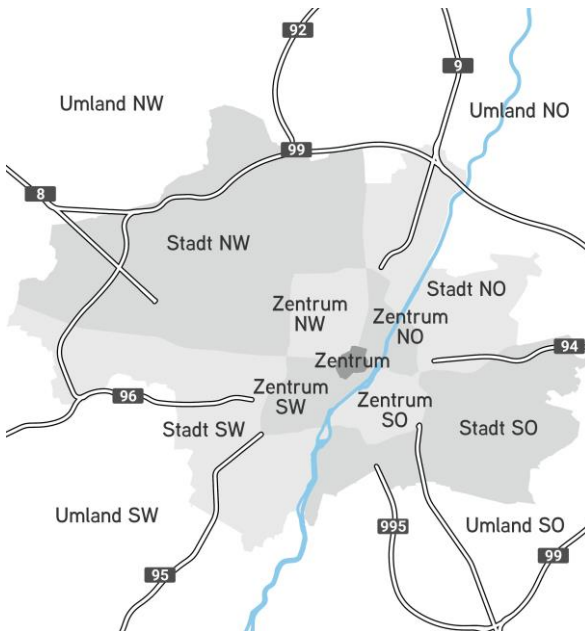 92
9
Umland NW
Umland NO
99
8
Stadt NW
Stadt NO
Zentrum
NW
Zentrum
NO
94
Zentrum
Zentrum
SW
96
Zentrum
SO
Stadt SW
Stadt SO
Umland SW
995
Umland SO
99
95